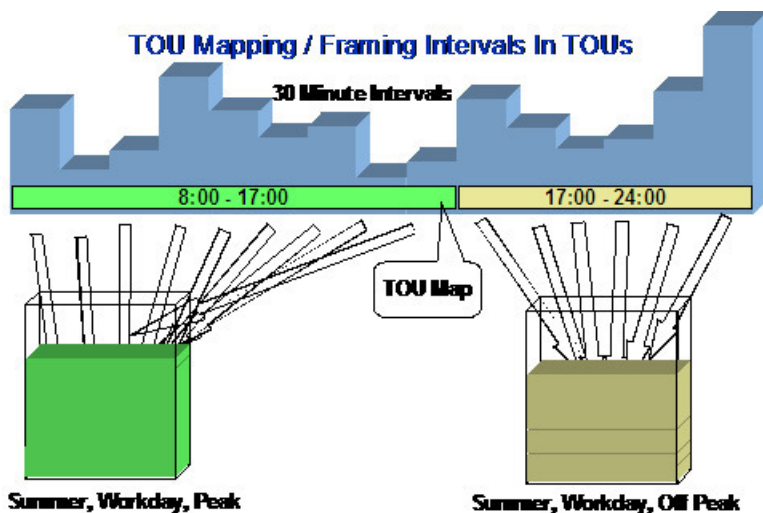 TOU Mapping / Framing Intervals In TOUs
30 Minute Intervals
8:00 - 17:00
17:00 - 24:00
TOU Map
Summer, Workday, Peak
Summer, Workday, Off Peak